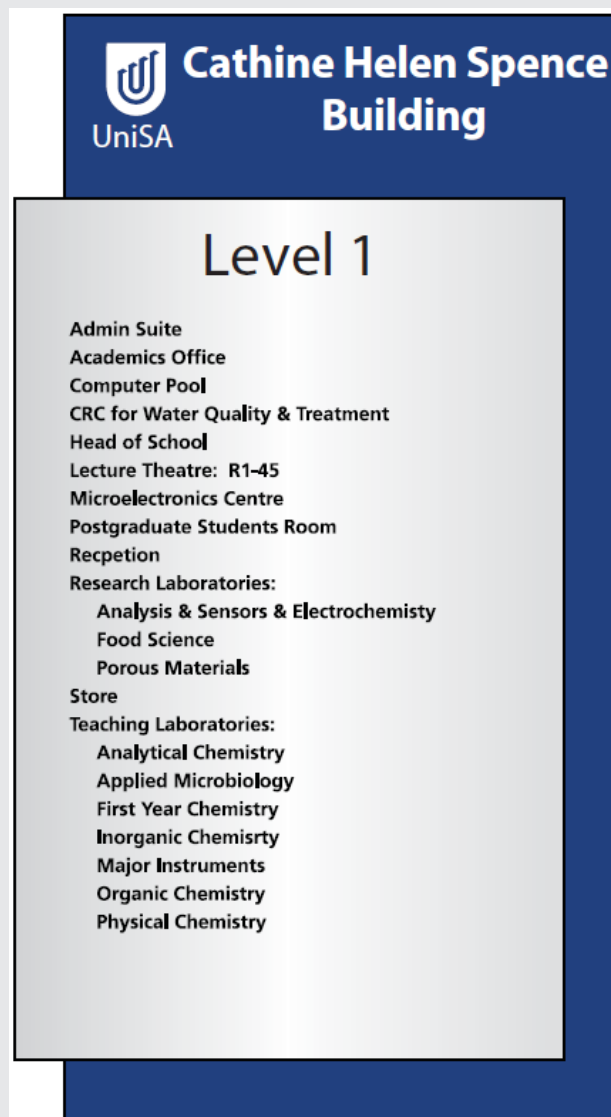 Cathine Helen Spence
Building
UniSA
Level 1
Admin Suite
Academics Office
Computer Pool
CRC for Water Quality & Treatment
Head of School
Lecture Theatre: R1-45
Microelectronics Centre
Postgraduate Students Room
Recpetion
Research Laboratories:
Analysis & Sensors & Electrochemisty
Food Science
Porous Materials
Store
Teaching Laboratories:
Analytical Chemistry
Applied Microbiology
First Year Chemistry
Inorganic Chemisrty
Major Instruments
Organic Chemistry
Physical Chemistry